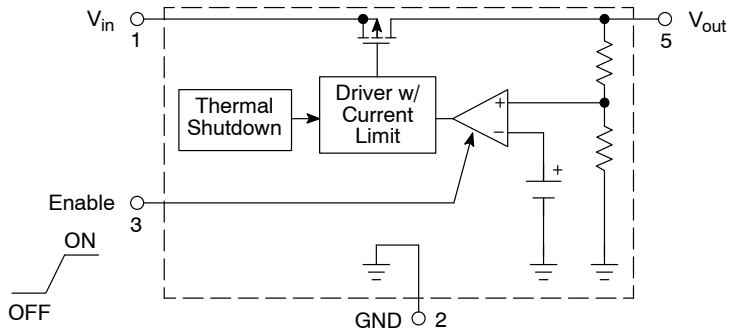 Vin
1
5
Vout
Thermal
Shutdown
Driver w/
Current
Limit
+
−
+
Enable
3
ON
OFF
GND
2